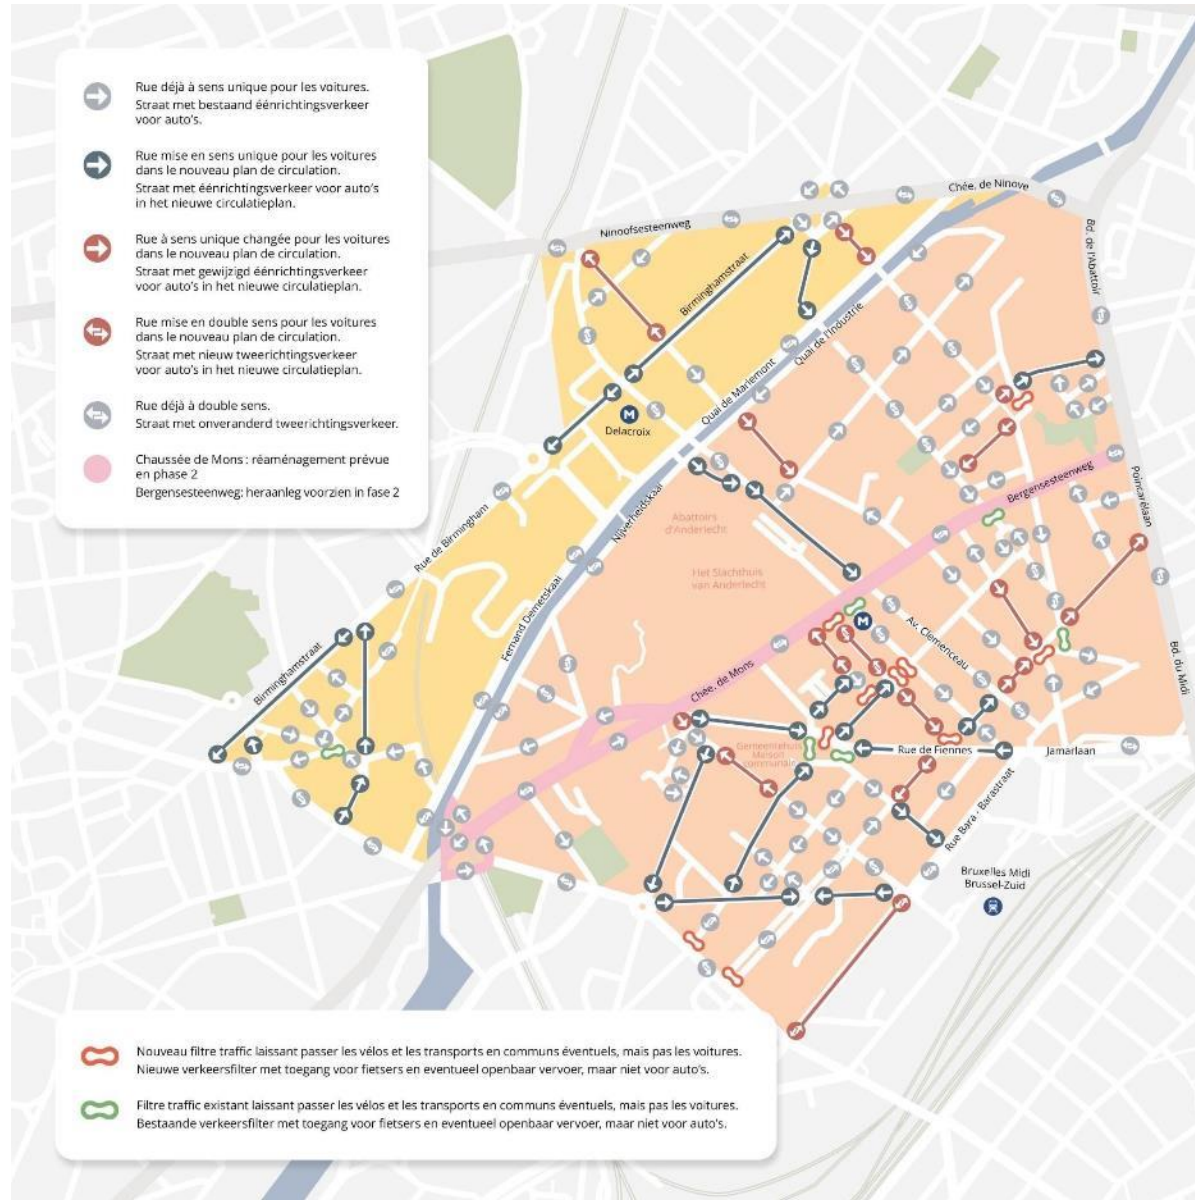 Rue déjà à sens unique pour les voitures.
Straat met bestaand éénrichtingsverkeer
voor auto's.
Rue mise en sens unique pour les voitures
dans le nouveau plan de circulation.
Straat met éénrichtingsverkeer voor auto's
in het nieuwe circulatieplan.
Rue à sens unique changée pour les voitures
dans le nouveau plan de circulation.
Straat met gewijzigd éénrichtingsverkeer
voor auto's in het nieuwe circulatieplan.
Rue mise en double sens pour les voitures
dans le nouveau plan de circulation.
Straat met nieuw tweerichtingsverkeer
voor auto's in het nieuwe circulatieplan.
Rue déjà à double sens.
Straat met onveranderd tweerichtingsverkeer.
Chaussée de Mons : réaménagement prévue
en phase 2
Bergensesteenweg: heraanleg voorzien in fase 2
Chée. de Ninove
Ninoofsesteenweg
Bd. de l'Abattoir
Birminghamstraat
Quai de l'Industrie
Quai de Mariemont
M
Delacroix
Bergensesteenweg
Poincarélaan
Nijverheidskaai
Rue de Birmingham
Abattoirs
d'Anderlecht
Het Slachthuis
van Anderlecht
Fernand Demetskaai
M
Av. Clemenceau
Birminghamstraat
Chée. de Mons
Bd. du Midi
Gemeentehuis
Maison
communale
Rue de Fiennes
Jamarlaan
Rue Bara - Barastraat
Bruxelles Midi
Brussel-Zuid
Nouveau filtre traffic laissant passer les vélos et les transports en communs éventuels, mais pas les voitures.
Nieuwe verkeersfilter met toegang voor fietsers en eventueel openbaar vervoer, maar niet voor auto's.
Filtre traffic existant laissant passer les vélos et les transports en communs éventuels, mais pas les voitures.
Bestaande verkeersfilter met toegang voor fietsers en eventueel openbaar vervoer, maar niet voor auto's.